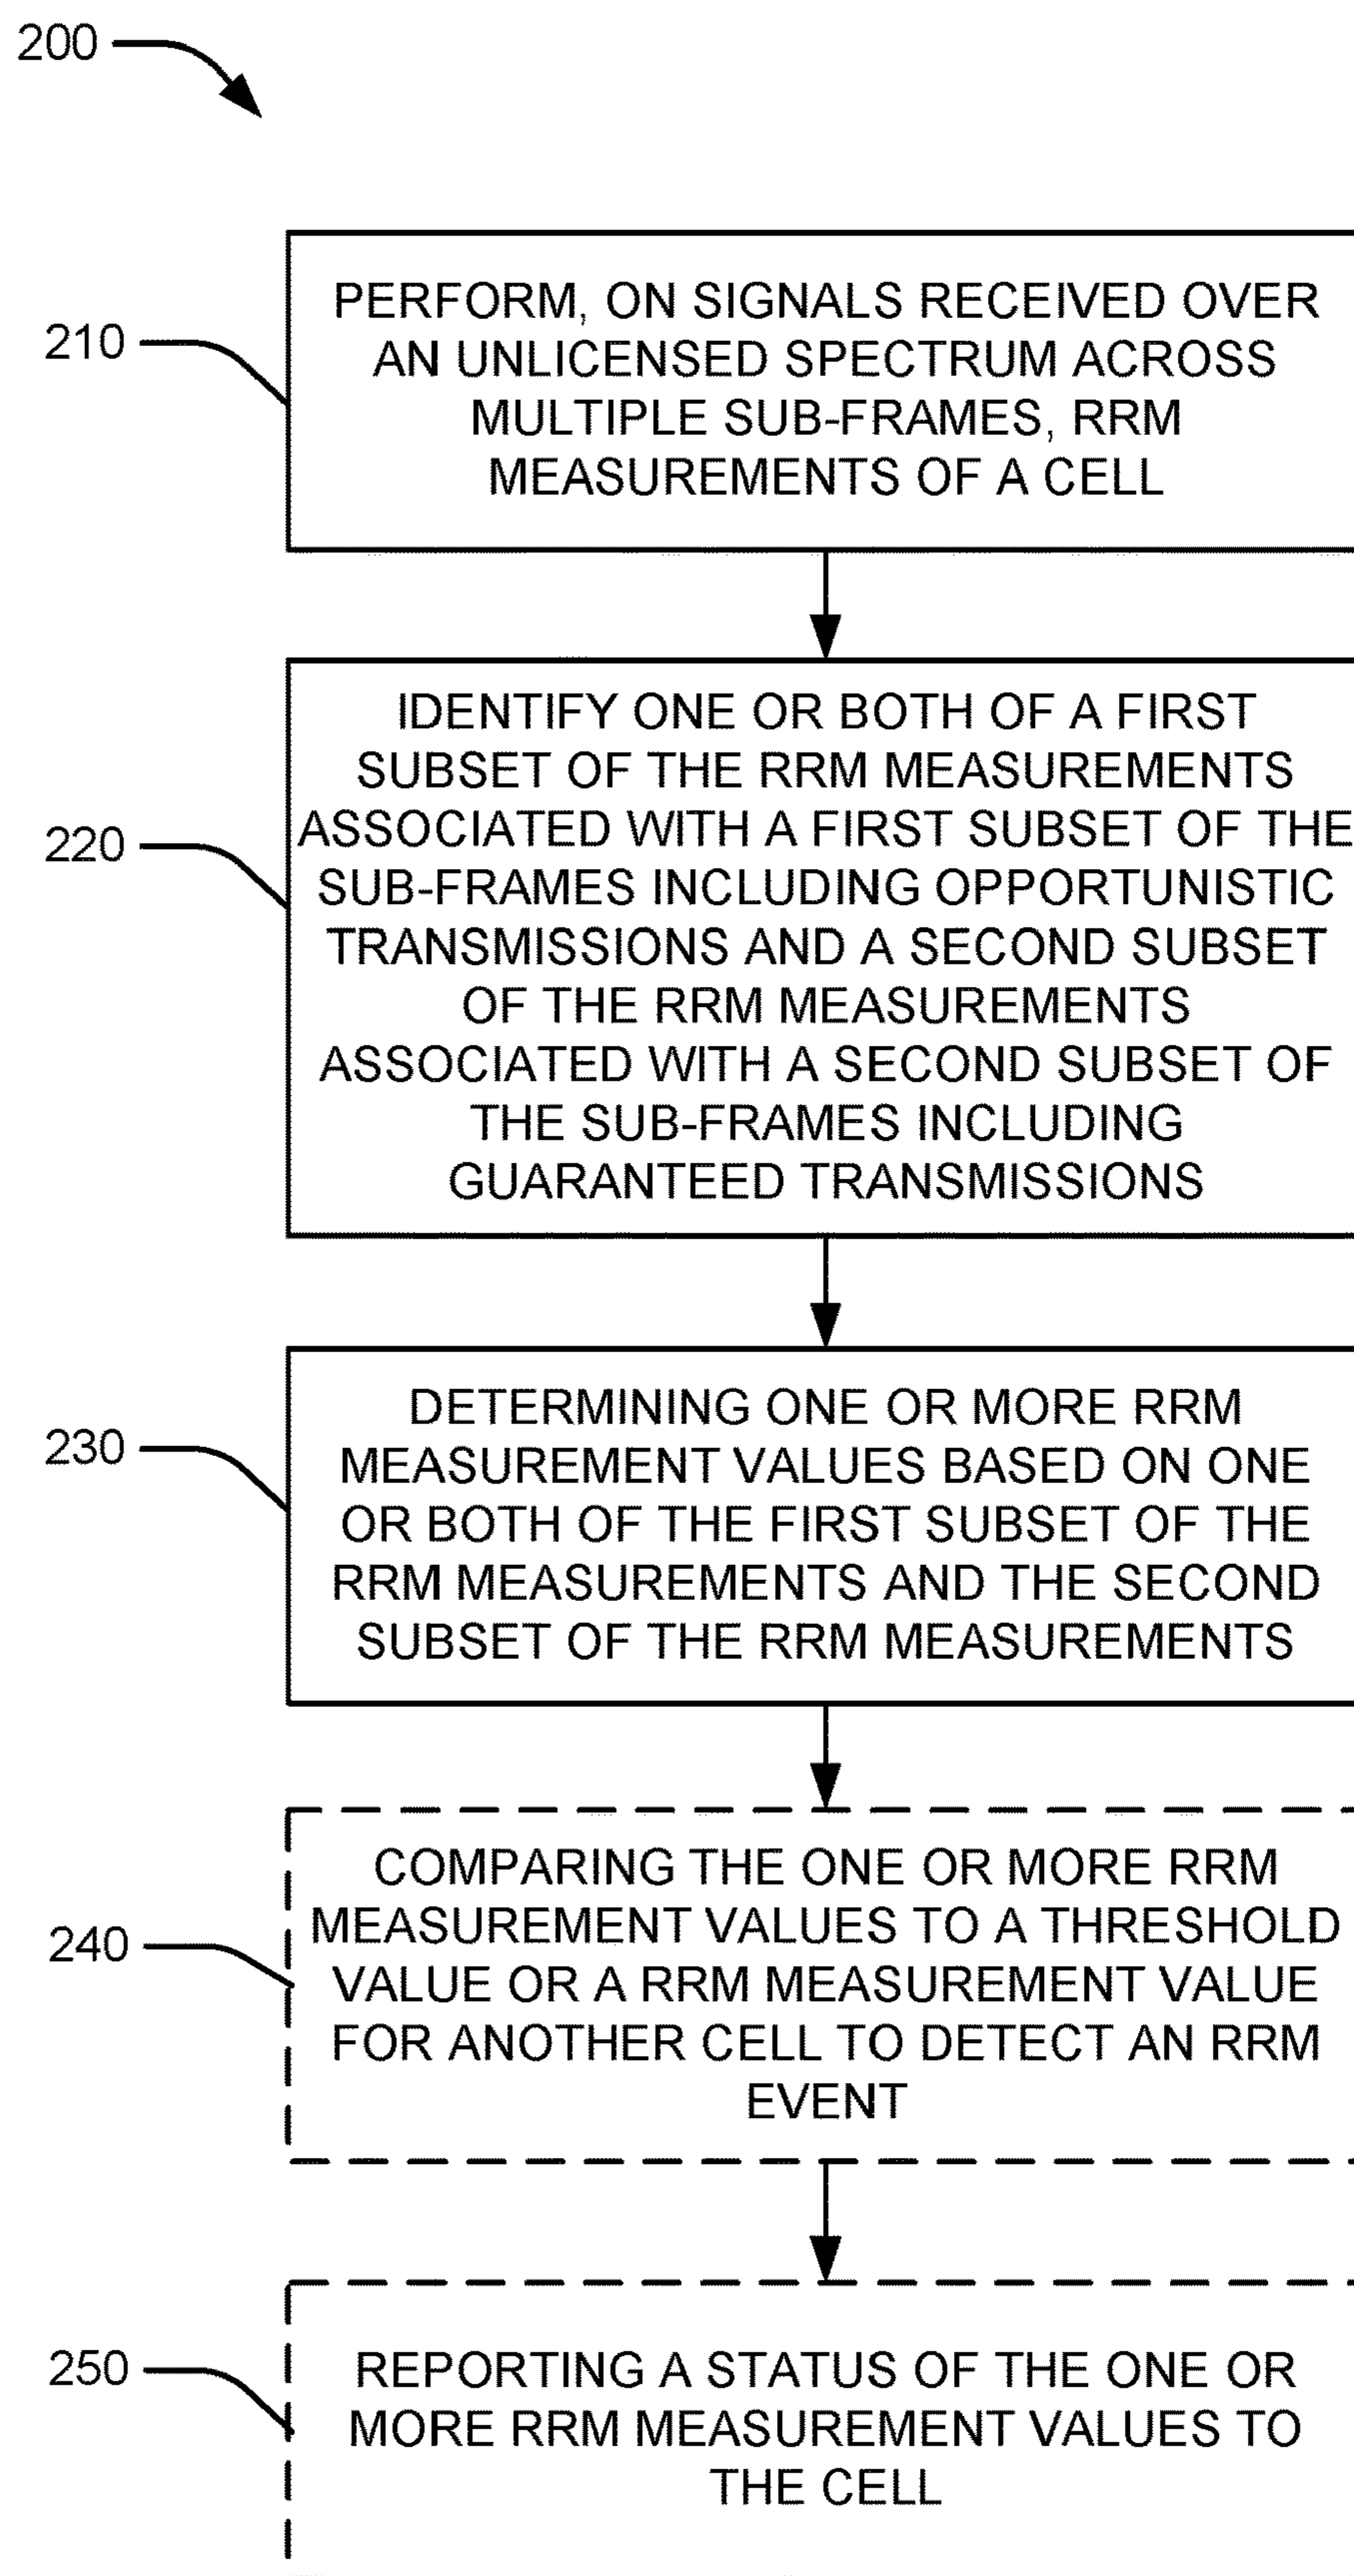 200
210
PERFORM, ON SIGNALS RECEIVED OVER
AN UNLICENSED SPECTRUM ACROSS
MULTIPLE SUB-FRAMES, RRM
MEASUREMENTS OF A CELL
220
IDENTIFY ONE OR BOTH OF A FIRST
SUBSET OF THE RRM MEASUREMENTS
ASSOCIATED WITH A FIRST SUBSET OF THE
SUB-FRAMES INCLUDING OPPORTUNISTIC
TRANSMISSIONS AND A SECOND SUBSET
OF THE RRM MEASUREMENTS
ASSOCIATED WITH A SECOND SUBSET OF
THE SUB-FRAMES INCLUDING
GUARANTEED TRANSMISSIONS
230
DETERMINING ONE OR MORE RRM
MEASUREMENT VALUES BASED ON ONE
OR BOTH OF THE FIRST SUBSET OF THE
RRM MEASUREMENTS AND THE SECOND
SUBSET OF THE RRM MEASUREMENTS
240
COMPARING THE ONE OR MORE RRM
MEASUREMENT VALUES TO A THRESHOLD
VALUE OR A RRM MEASUREMENT VALUE
FOR ANOTHER CELL TO DETECT AN RRM
EVENT
250
REPORTING A STATUS OF THE ONE OR
MORE RRM MEASUREMENT VALUES TO
THE CELL